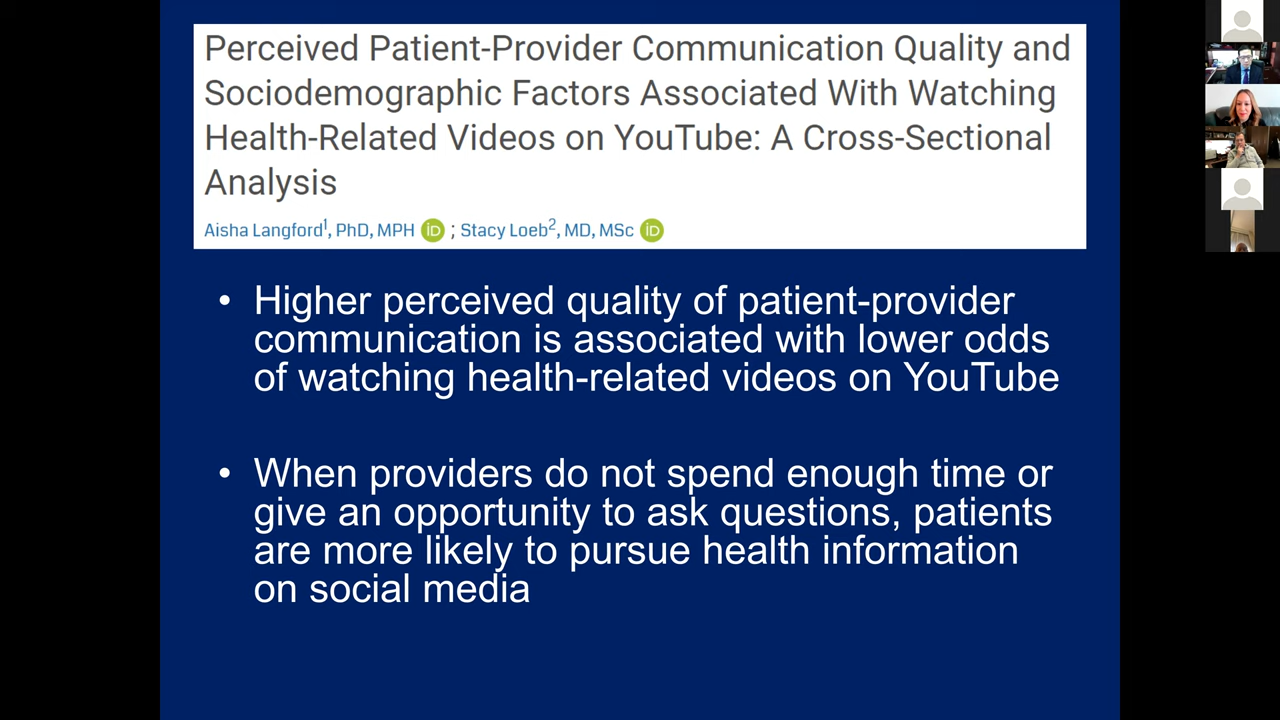 Perceived Patient-Provider Communication Quality and
Sociodemographic Factors Associated With Watching
Health-Related Videos on YouTube: A Cross-Sectional
Analysis
Aisha Langford1, PhD, MPH iD ; Stacy Loeb2, MD, MSc iD
• Higher perceived quality of patient-provider
communication is associated with lower odds
of watching health-related videos on YouTube
• When providers do not spend enough time or
give an opportunity to ask questions, patients
are more likely to pursue health information
on social media